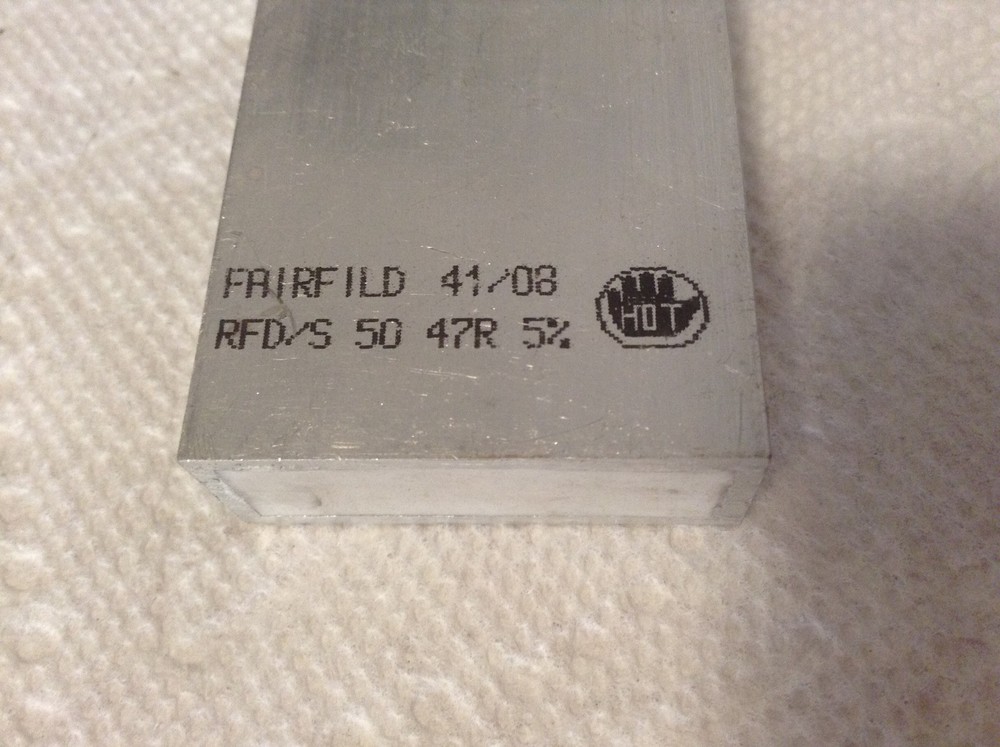 FAIRFILD 41/08
RFD/S 50 47R 5%
HOT